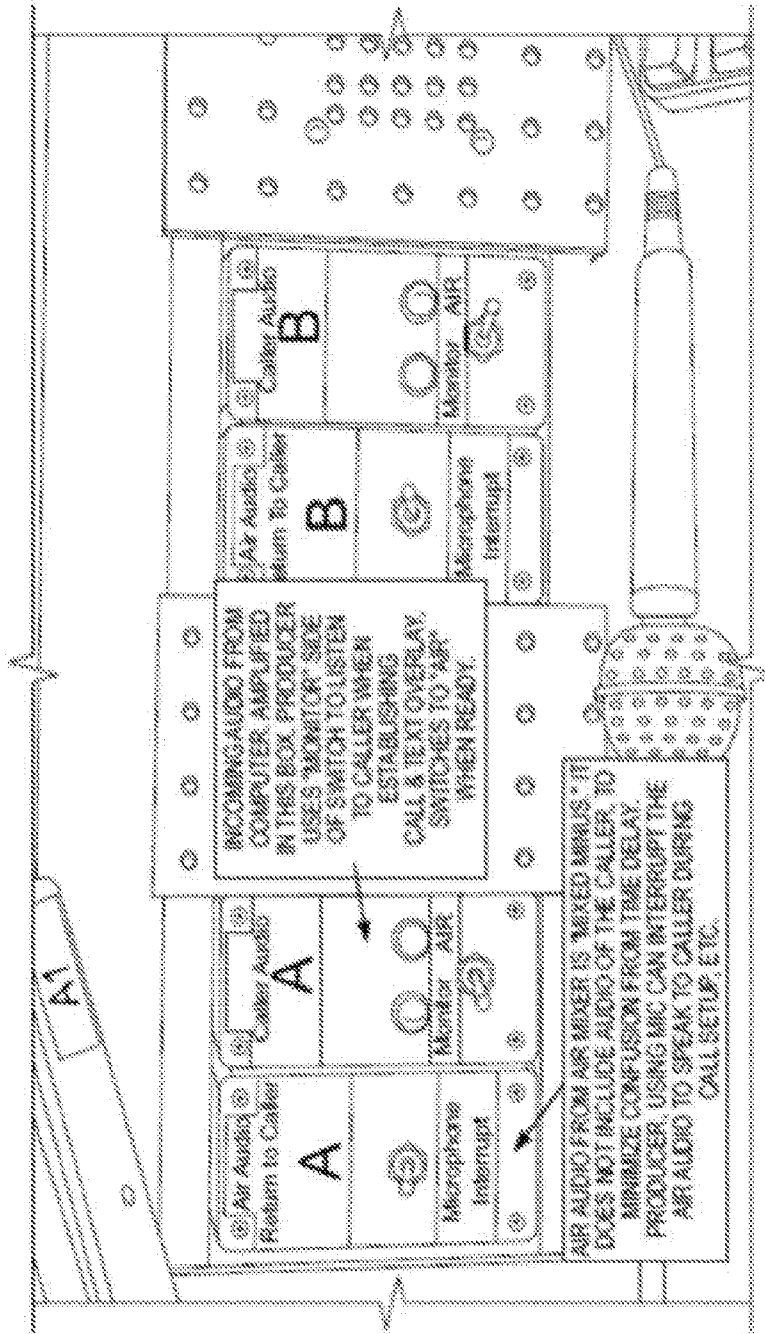 A1
Air Audio
Return to Caller
A
Microphone
Interrupt
Caller Audio
A
Monitor AIR
INCOMING AUDIO FROM
COMPUTER, AMPLIFIED
IN THIS BOX. PRODUCER
USES "MONITOR" SIDE
OF SWITCH TO LISTEN
TO CALLER WHEN
ESTABLISHING
CALL & TEXT OVERLAY,
SWITCHES TO "AIR"
WHEN READY.
Air Audio
eturn To Caller
B
Microphone
Interrupt
Caller Audio
B
Monitor AIR
AIR AUDIO FROM AIR MIXER IS "MIXED MINUS." IT
DOES NOT INCLUDE AUDIO OF THE CALLER, TO
MINIMIZE CONFUSION FROM TIME DELAY.
PRODUCER, USING MIC CAN INTERRUPT THE
AIR AUDIO TO SPEAK TO CALLER DURING
CALL SETUP, ETC.